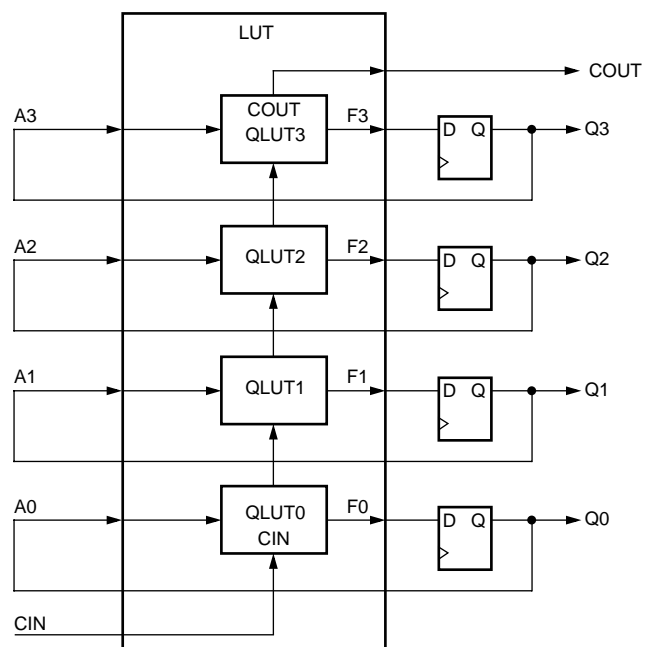 LUT
COUT
A3
COUT
QLUT3
F3
D Q
Q3
A2
QLUT2
F2
D Q
Q2
A1
QLUT1
F1
D Q
Q1
A0
QLUT0
CIN
F0
D Q
Q0
CIN